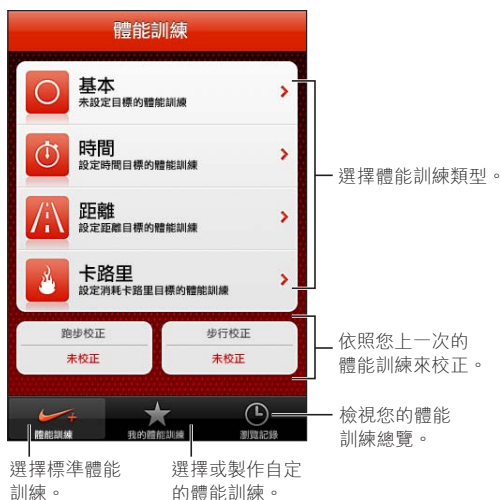 體能訓練
基本
未設定目標的體能訓練
時間
設定時間目標的體能訓練
距離
設定距離目標的體能訓練
卡路里
設定消耗卡路里目標的體能訓練
選擇體能訓練類型。
跑步校正
未校正
步行校正
未校正
依照您上一次的
體能訓練來校正。
體能訓練
我的體能訓練
瀏覽記錄
檢視您的體能
訓練總覽。
選擇標準體能
訓練。
選擇或製作自定
的體能訓練。